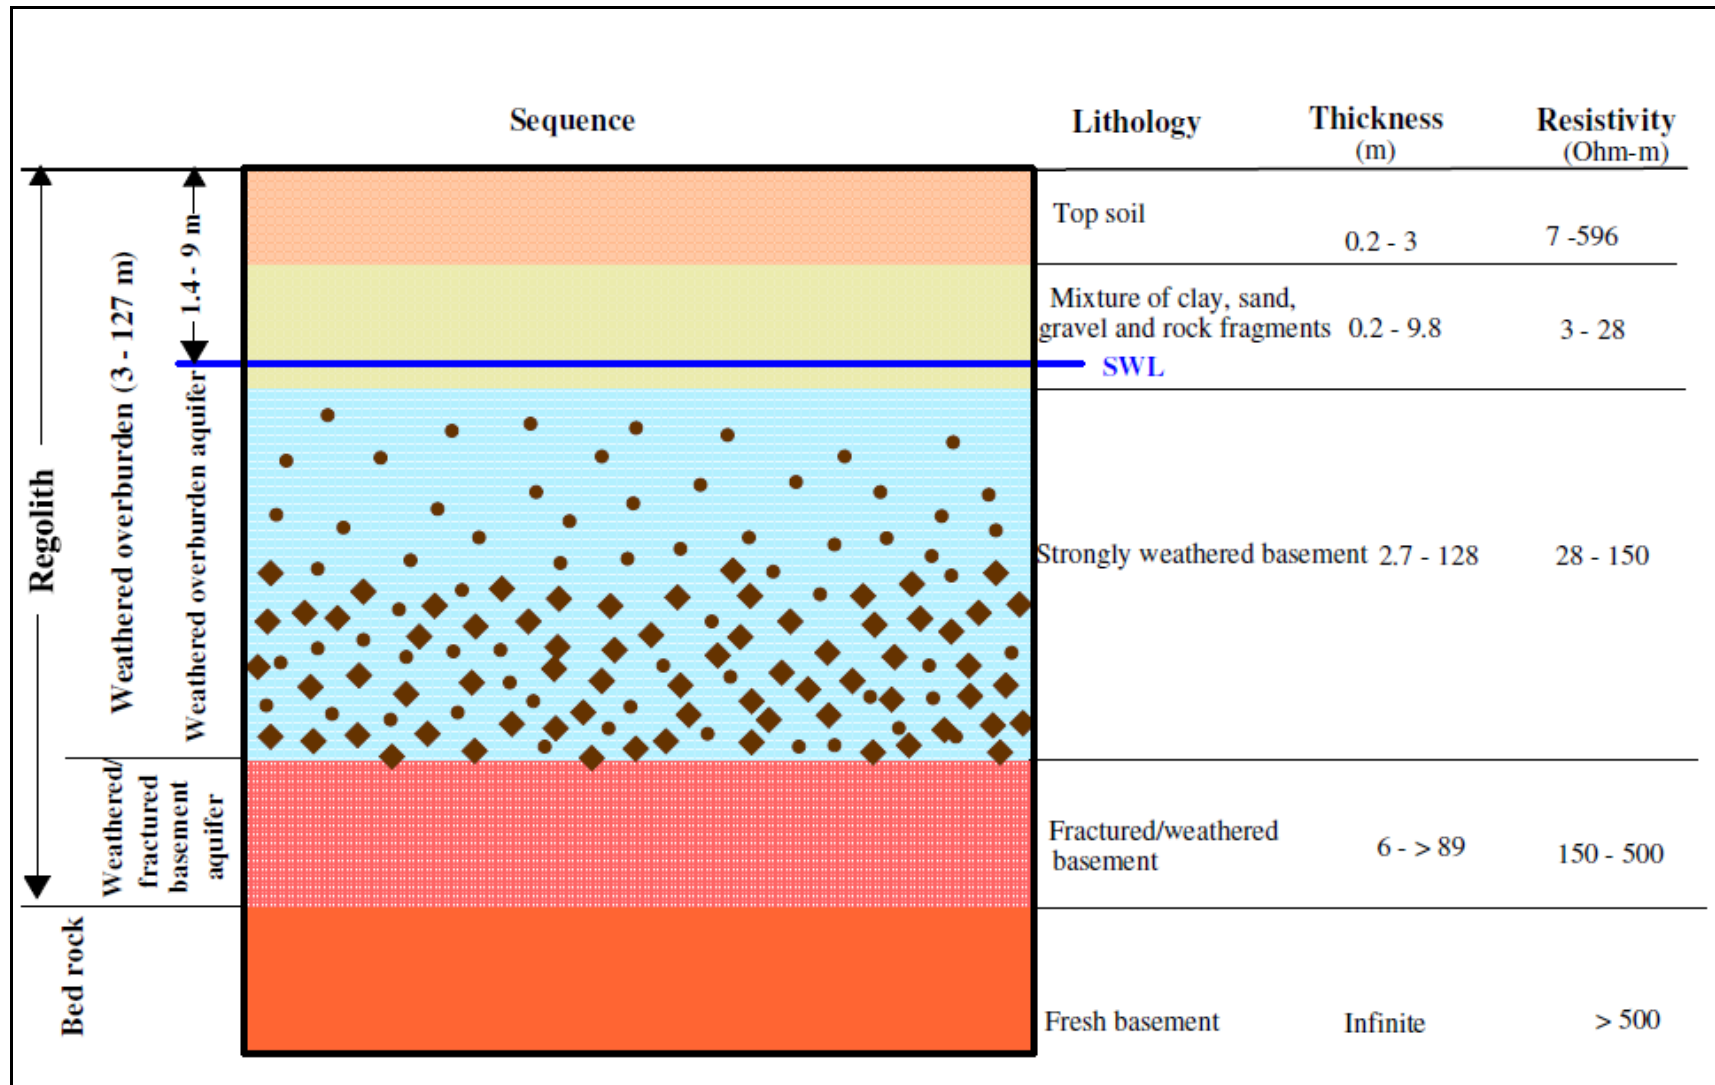 Sequence
Lithology
Thickness
(m)
Resistivity
(Ohm-m)
Regolith
Weathered overburden (3 - 127 m)
1.4 - 9 m
Weathered overburden aquifer
Top soil
0.2 - 3
7 -596
Mixture of clay, sand,
gravel and rock fragments
0.2 - 9.8
3 - 28
SWL
Strongly weathered basement
2.7 - 128
28 - 150
Weathered/
fractured
basement
aquifer
Fractured/weathered
basement
6 - > 89
150 - 500
Bed rock
Fresh basement
Infinite
> 500